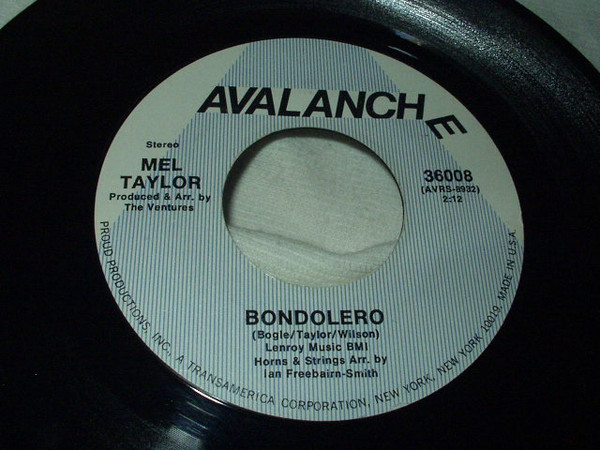 AVALANCHE
Stereo
MEL
TAYLOR
Produced & Arr. by
The Ventures
36008
(AVRS-8932)
2:12
BONDOLERO
(Bogle/Taylor/Wilson)
Lenroy Music BMI
Horns & Strings Arr. by
Ian Freebairn-Smith
PROUD PRODUCTIONS, INC. A TRANSAMERICA CORPORATION, NEW YORK, NEW YORK 10019, MADE IN U.S.A.